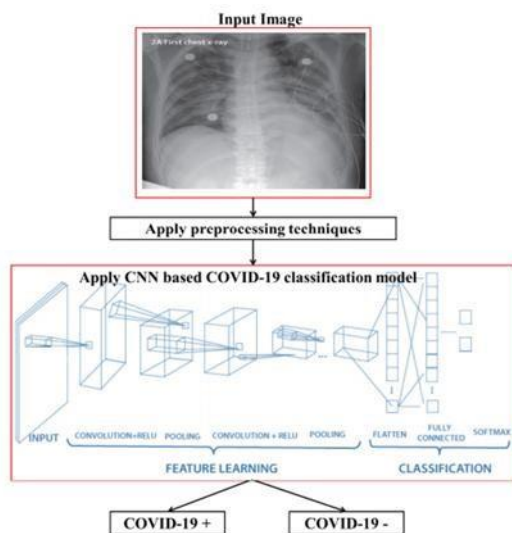 Input Image
2A First chest x-ray
Apply preprocessing techniques
Apply CNN based COVID-19 classification model
INPUT
CONVOLUTION+RELU
POOLING
CONVOLUTION + RELU
POOLING
FLATTEN
FULLY
CONNECTED
SOFTMAX
FEATURE LEARNING
CLASSIFICATION
COVID-19 +
COVID-19 -